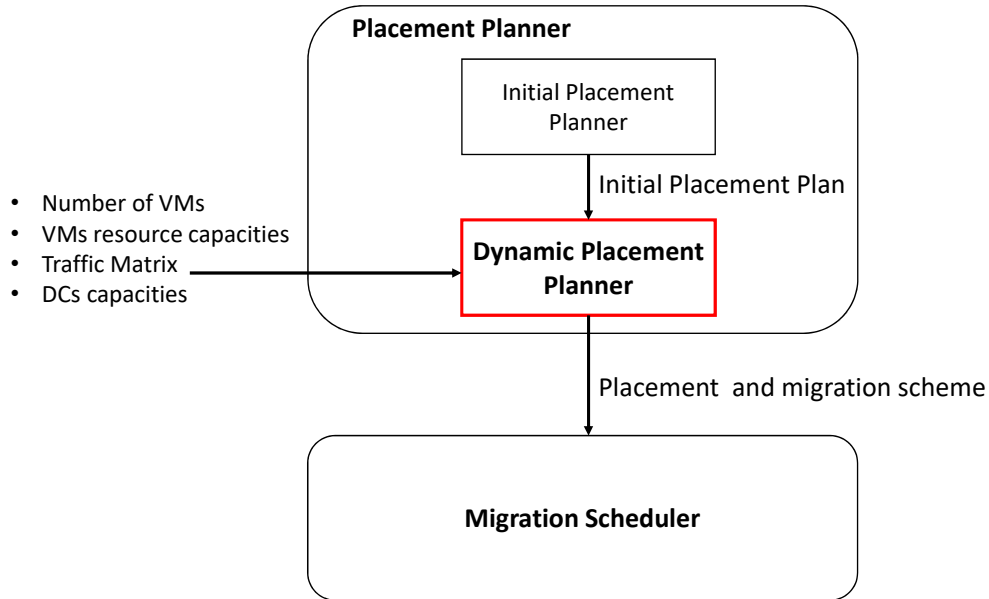 Placement Planner
Initial Placement
Planner
Initial Placement Plan
• Number of VMs
• VMs resource capacities
• Traffic Matrix
• DCs capacities
Dynamic Placement
Planner
Placement  and migration scheme
Migration Scheduler